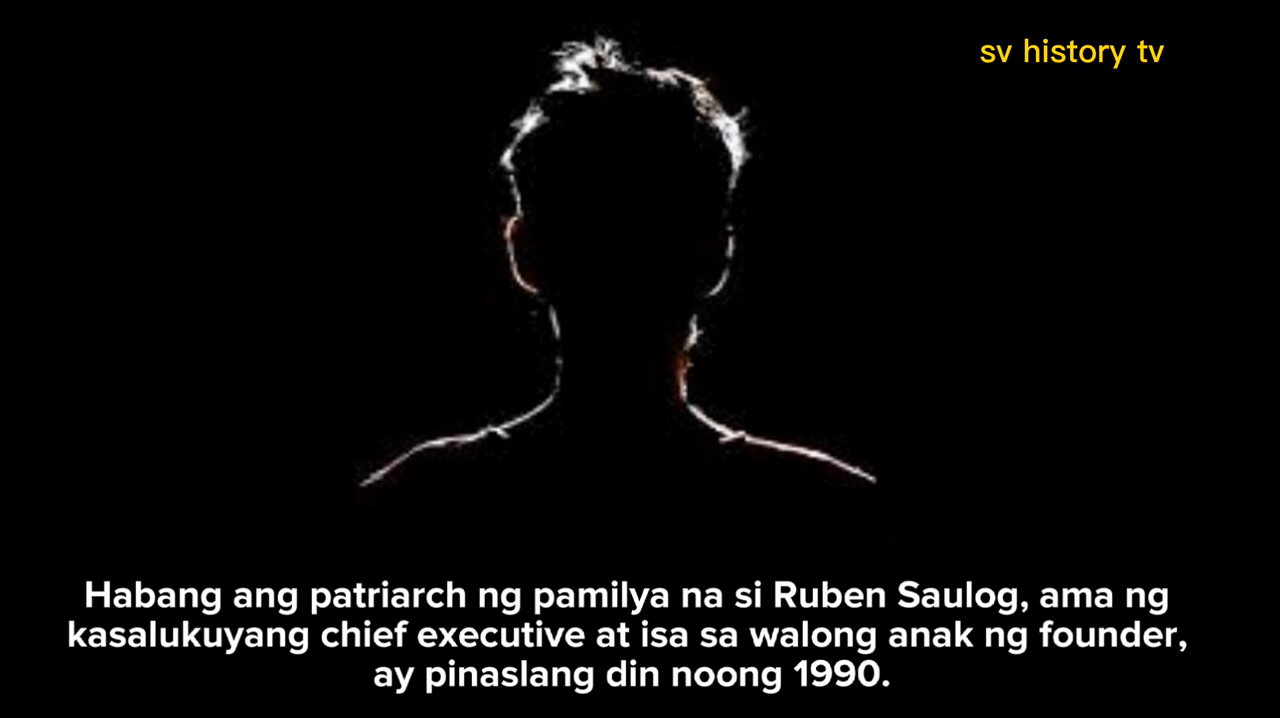 sv history tv
Habang ang patriarch ng pamilya na si Ruben Saulog, ama ng
kasalukuyang chief executive at isa sa walong anak ng founder,
ay pinaslang din noong 1990.